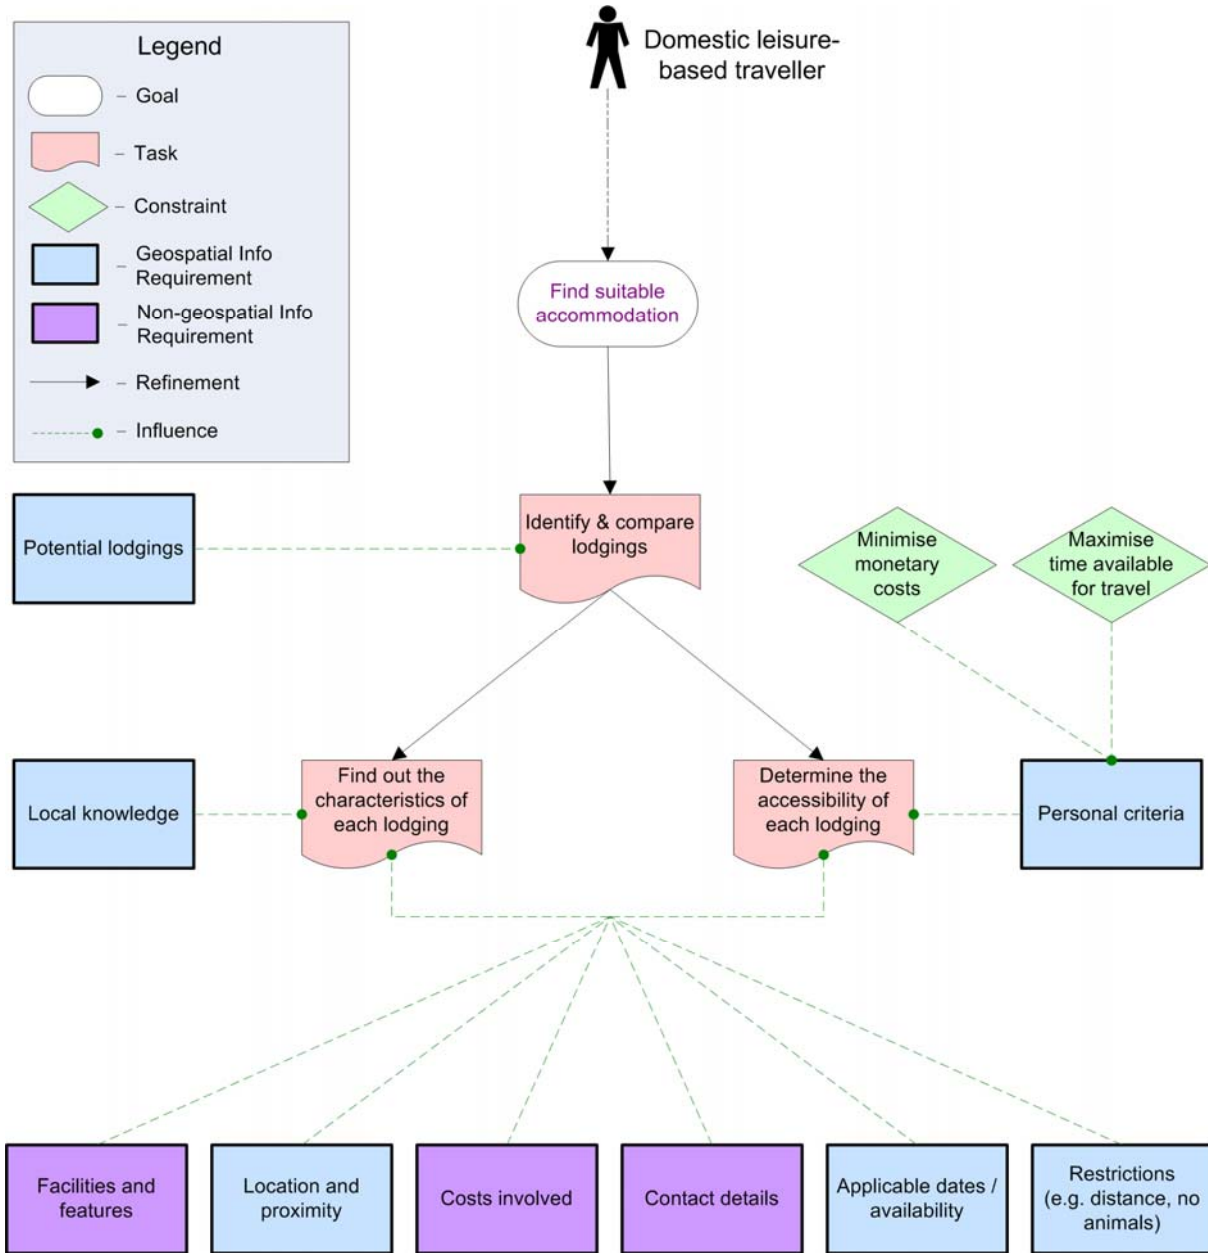 Legend
– Goal
– Task
– Constraint
– Geospatial Info
Requirement
– Non-geospatial Info
Requirement
– Refinement
– Influence
Domestic leisure-
based traveller
Find suitable
accommodation
Potential lodgings
Identify & compare
lodgings
Minimise
monetary
costs
Maximise
time available
for travel
Local knowledge
Find out the
characteristics of
each lodging
Determine the
accessibility of
each lodging
Personal criteria
Facilities and
features
Location and
proximity
Costs involved
Contact details
Applicable dates /
availability
Restrictions
(e.g. distance, no
animals)